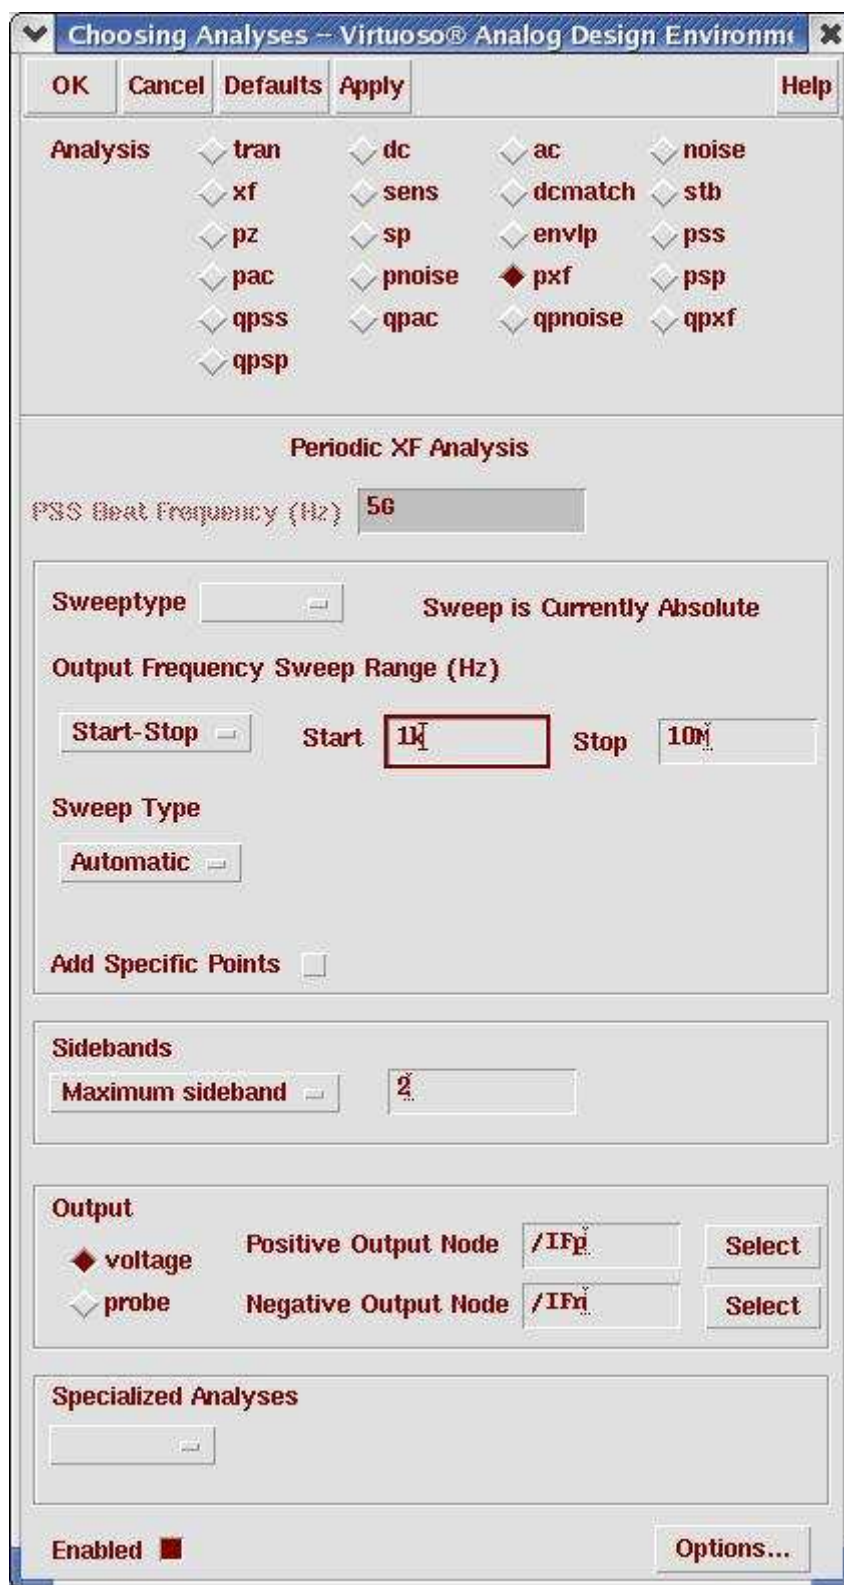 Choosing Analyses -- Virtuoso® Analog Design Environme
OK Cancel Defaults Apply Help
Analysis tran dc ac noise
xf sens dcmatch stb
pz sp envlp pss
pac pnoise pxf psp
qpss qpac qpnoise qpxf
qpsp
Periodic XF Analysis
PSS Beat Frequency (Hz) 5G
Sweeptype Sweep is Currently Absolute
Output Frequency Sweep Range (Hz)
Start-Stop Start 1k Stop 10M
Sweep Type
Automatic
Add Specific Points
Sidebands
Maximum sideband 2
Output
voltage Positive Output Node /IFp Select
probe Negative Output Node /IFn Select
Specialized Analyses
Enabled Options...